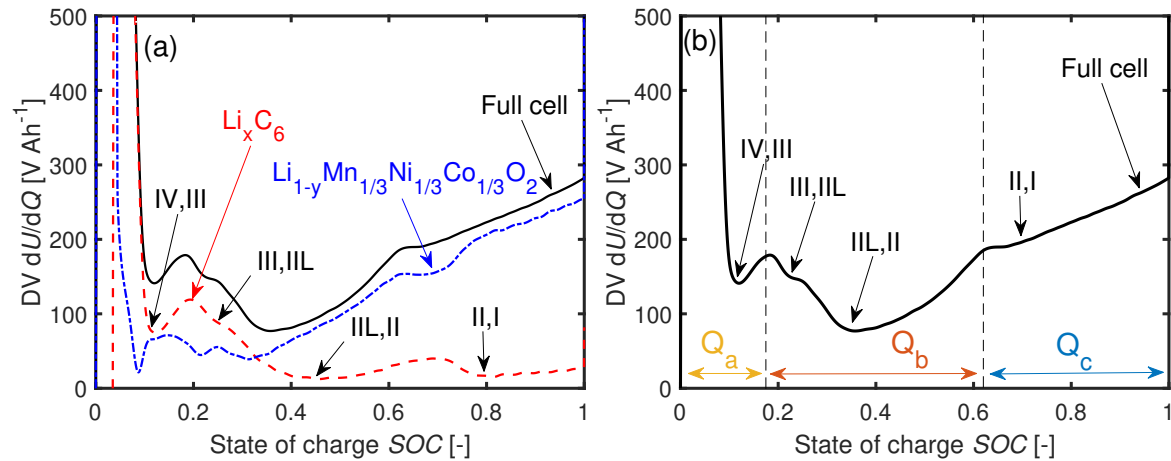 (a)
DV dU/dQ [V Ah⁻¹]
500
400
300
200
100
0
Full cell
LiₓC₆
Li₁₋yMn₁/₃Ni₁/₃Co₁/₃O₂
IV,III
III,IIL
IIL,II
II,I
0 0.2 0.4 0.6 0.8 1
State of charge SOC [-]
(b)
DV dU/dQ [V Ah⁻¹]
500
400
300
200
100
0
Full cell
IV,III
III,IIL
II,I
IIL,II
Qa Qb Qc
0 0.2 0.4 0.6 0.8 1
State of charge SOC [-]